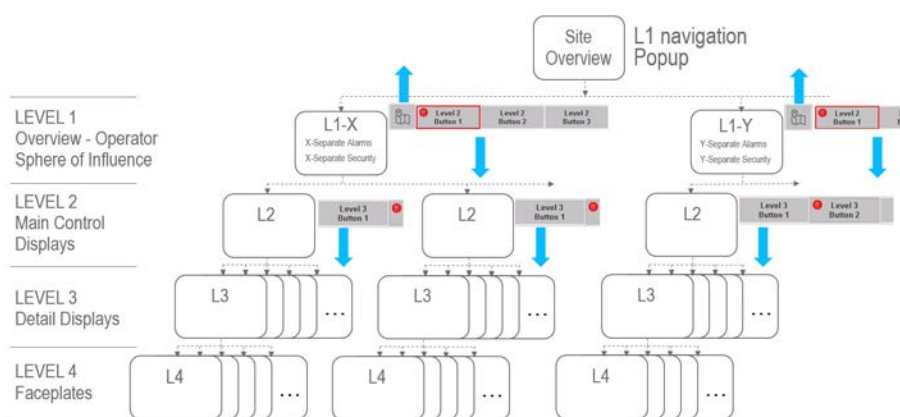 Site
Overview
L1 navigation
Popup
LEVEL 1
Overview - Operator
Sphere of Influence
L1-X
X-Separate Alarms
X-Separate Security
Level 2
Button 1
Level 2
Button 2
Level 2
Button 3
L1-Y
Y-Separate Alarms
Y-Separate Security
Level 2
Button 1
LEVEL 2
Main Control
Displays
L2
Level 3
Button 1
L2
Level 3
Button 1
L2
Level 3
Button 1
Level 3
Button 2
LEVEL 3
Detail Displays
L3
...
L3
...
L3
...
LEVEL 4
Faceplates
L4
...
L4
...
L4
...